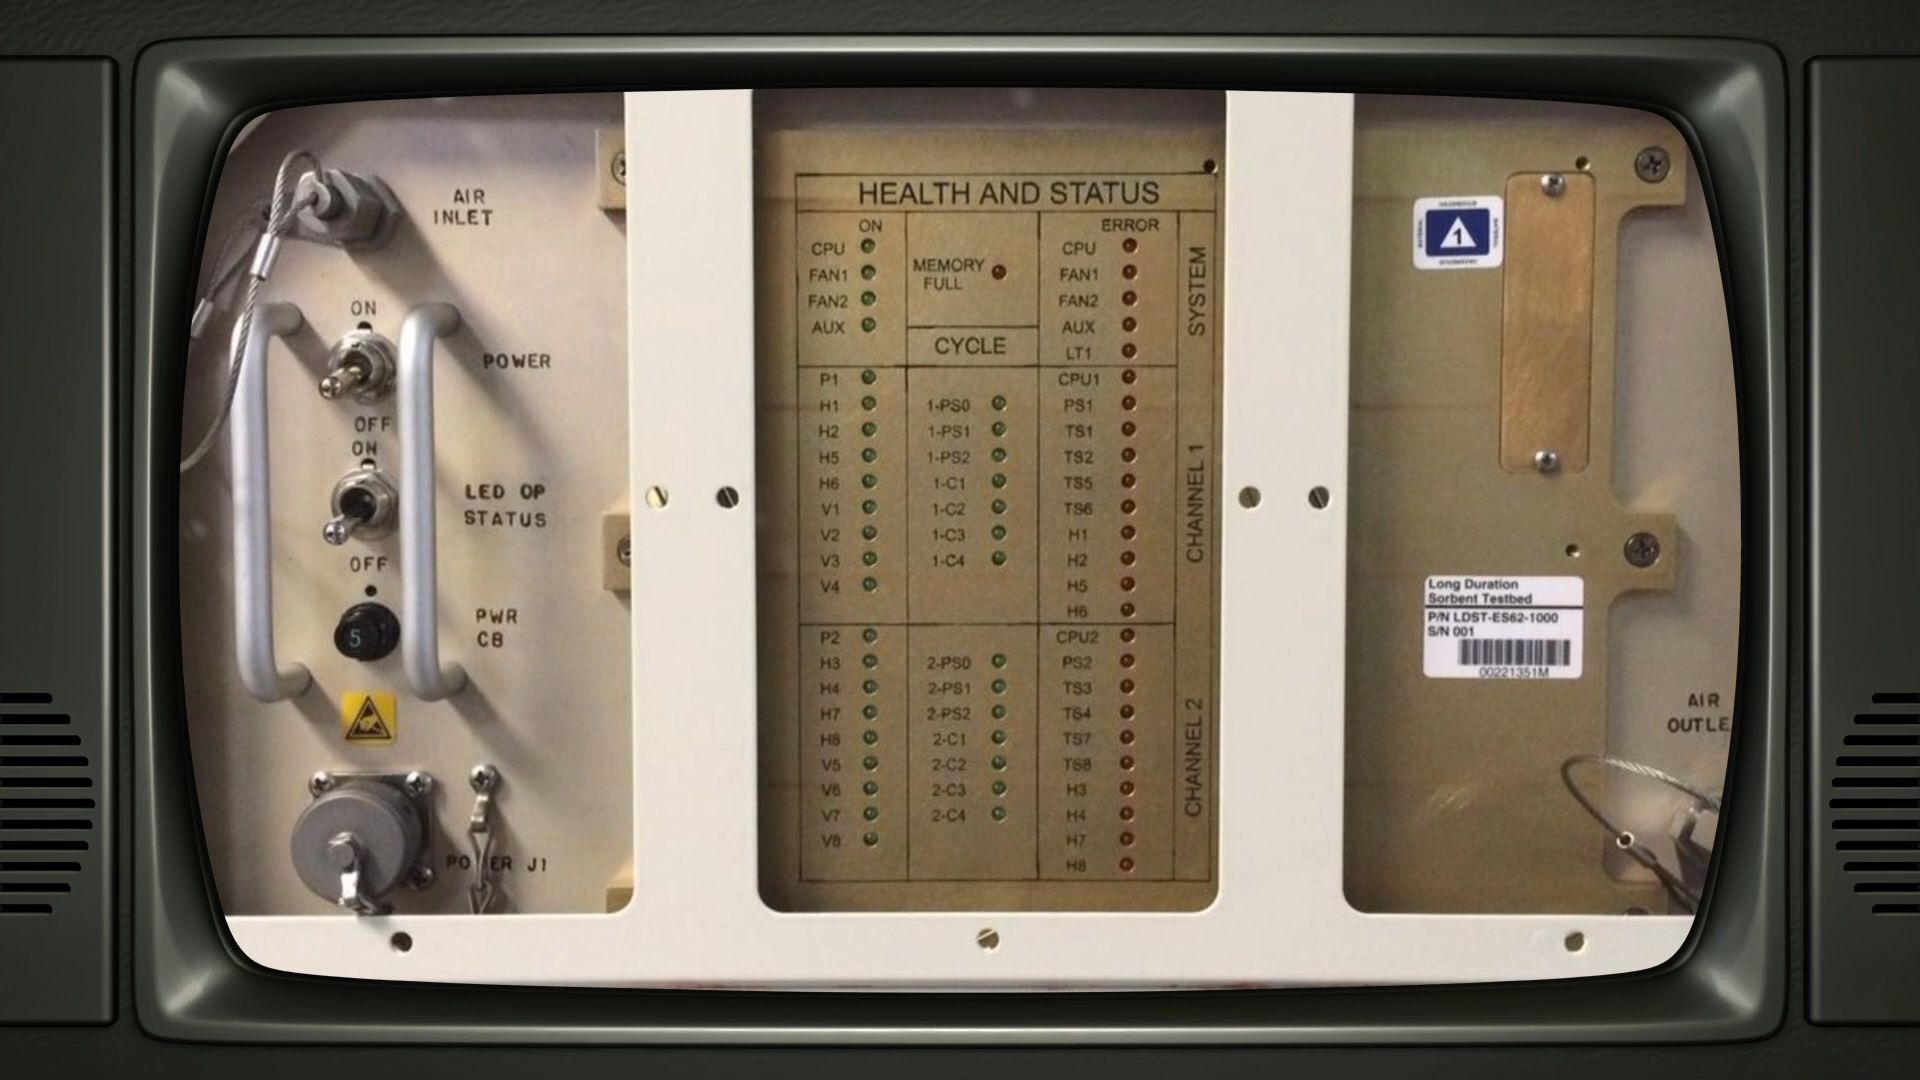 AIR
INLET
ON
POWER
OFF
ON
LED OP
STATUS
OFF
PWR
CB
5
POWER J1
HEALTH AND STATUS
ON
CPU
FAN1
FAN2
AUX
MEMORY
FULL
CYCLE
ERROR
CPU
FAN1
FAN2
AUX
LT1
SYSTEM
P1
H1
H2
H5
H6
V1
V2
V3
V4
1-PS0
1-PS1
1-PS2
1-C1
1-C2
1-C3
1-C4
CPU1
PS1
TS1
TS2
TS5
TS6
H1
H2
H5
H6
CHANNEL 1
P2
H3
H4
H7
H8
V5
V6
V7
V8
2-PS0
2-PS1
2-PS2
2-C1
2-C2
2-C3
2-C4
CPU2
PS2
TS3
TS4
TS7
TS8
H3
H4
H7
H8
CHANNEL 2
1
Long Duration
Sorbent Testbed
P/N LDST-ES62-1000
S/N 001
00221351M
AIR
OUTLE